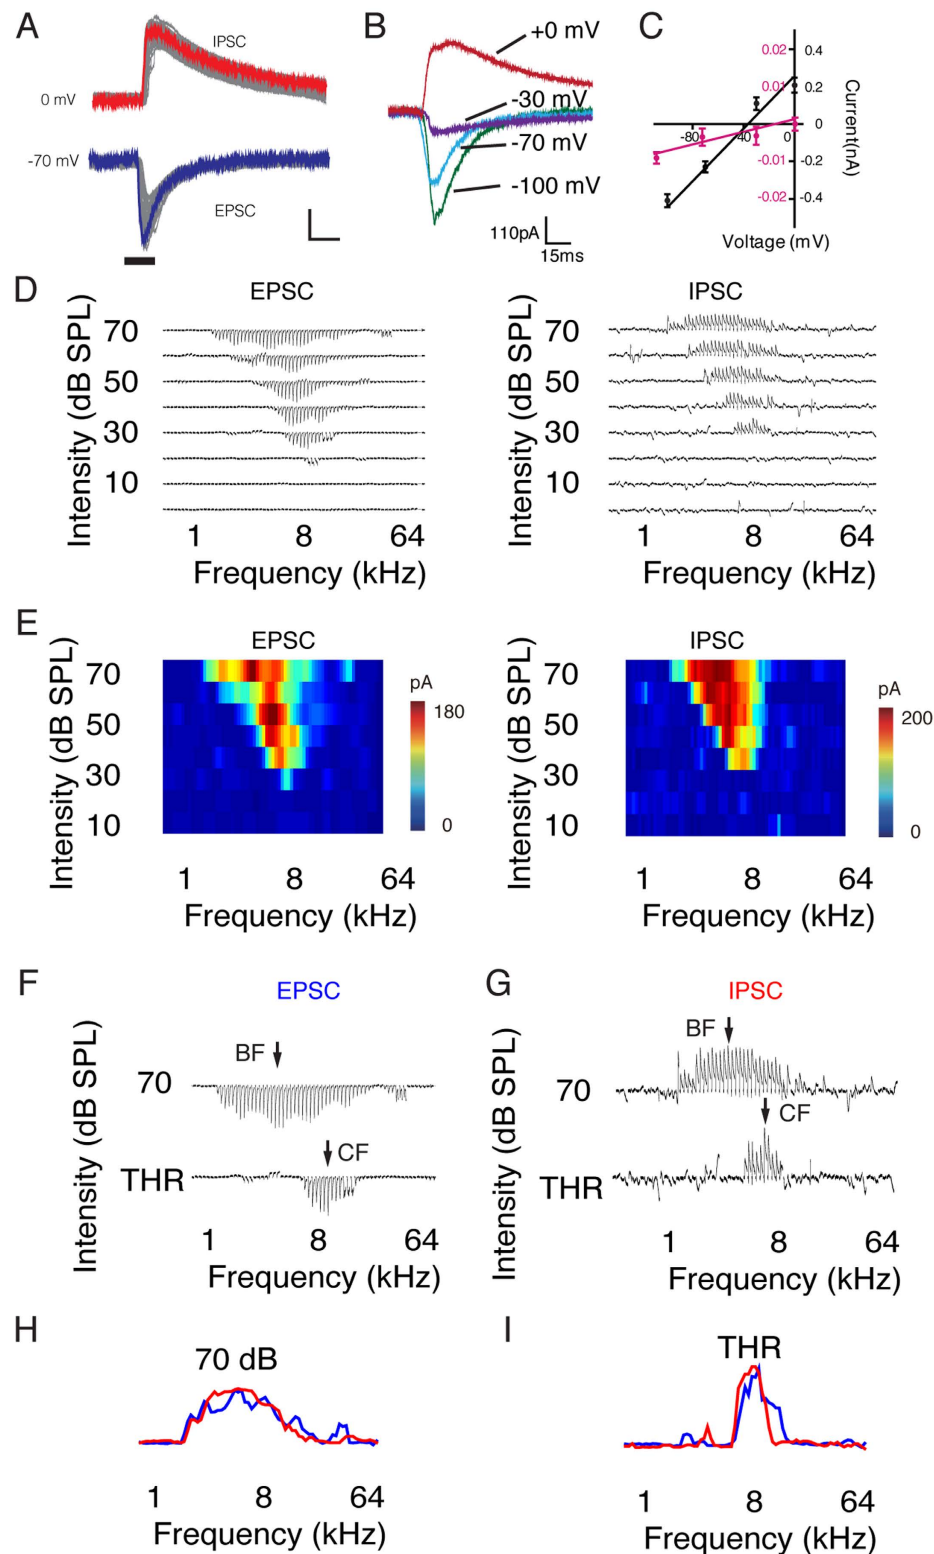 A
IPSC
0 mV
-70 mV
EPSC
B
+0 mV
-30 mV
-70 mV
-100 mV
110pA
15ms
C
0.02
0.4
0.01
0.2
-80
40
0
0
-0.01
-0.2
-0.02
-0.4
Current(nA)
Voltage (mV)
D
EPSC
Intensity (dB SPL)
70
50
30
10
1 8 64
Frequency (kHz)
IPSC
Intensity (dB SPL)
70
50
30
10
1 8 64
Frequency (kHz)
E
EPSC
Intensity (dB SPL)
70
50
30
10
pA
180
0
1 8 64
Frequency (kHz)
IPSC
Intensity (dB SPL)
70
50
30
10
pA
200
0
1 8 64
Frequency (kHz)
F
EPSC
Intensity (dB SPL)
BF
70
CF
THR
1 8 64
Frequency (kHz)
G
IPSC
Intensity (dB SPL)
BF
70
CF
THR
1 8 64
Frequency (kHz)
H
70 dB
1 8 64
Frequency (kHz)
I
THR
1 8 64
Frequency (kHz)